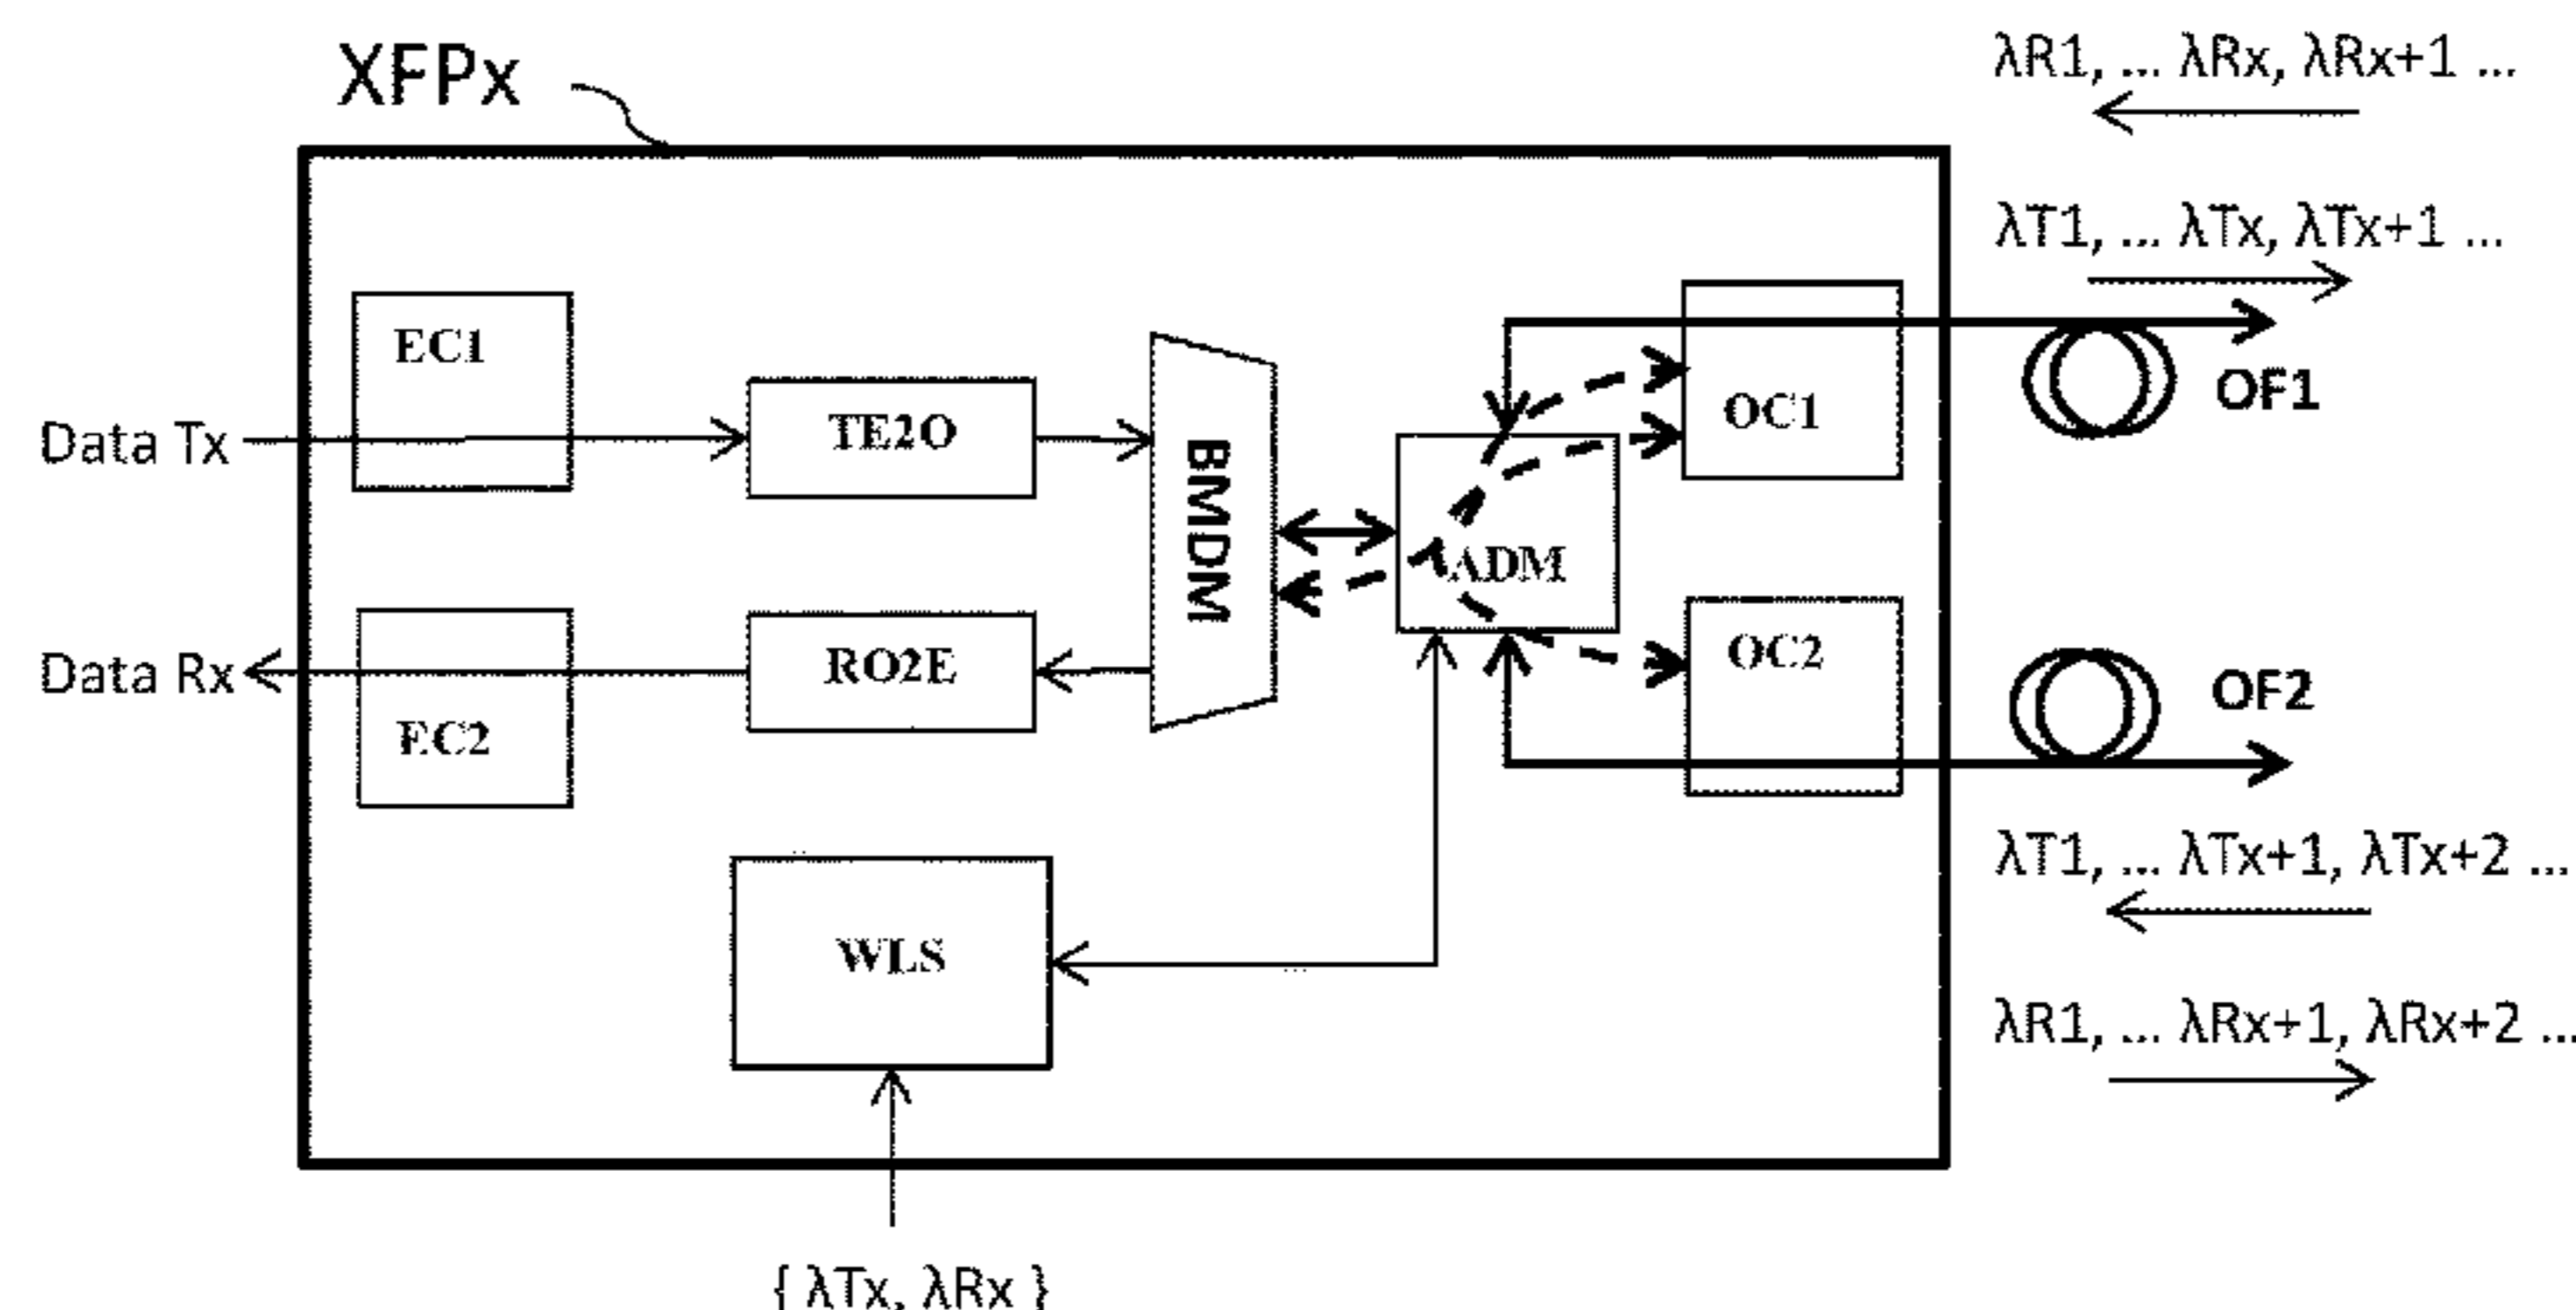 XFPx
λR1, ... λRx, λRx+1 ...
λT1, ... λTx, λTx+1 ...
EC1
OC1
OF1
Data Tx
TE2O
BMDM
ADM
Data Rx
RO2E
EC2
OC2
OF2
λT1, ... λTx+1, λTx+2 ...
WLS
λR1, ... λRx+1, λRx+2 ...
{ λTx, λRx }